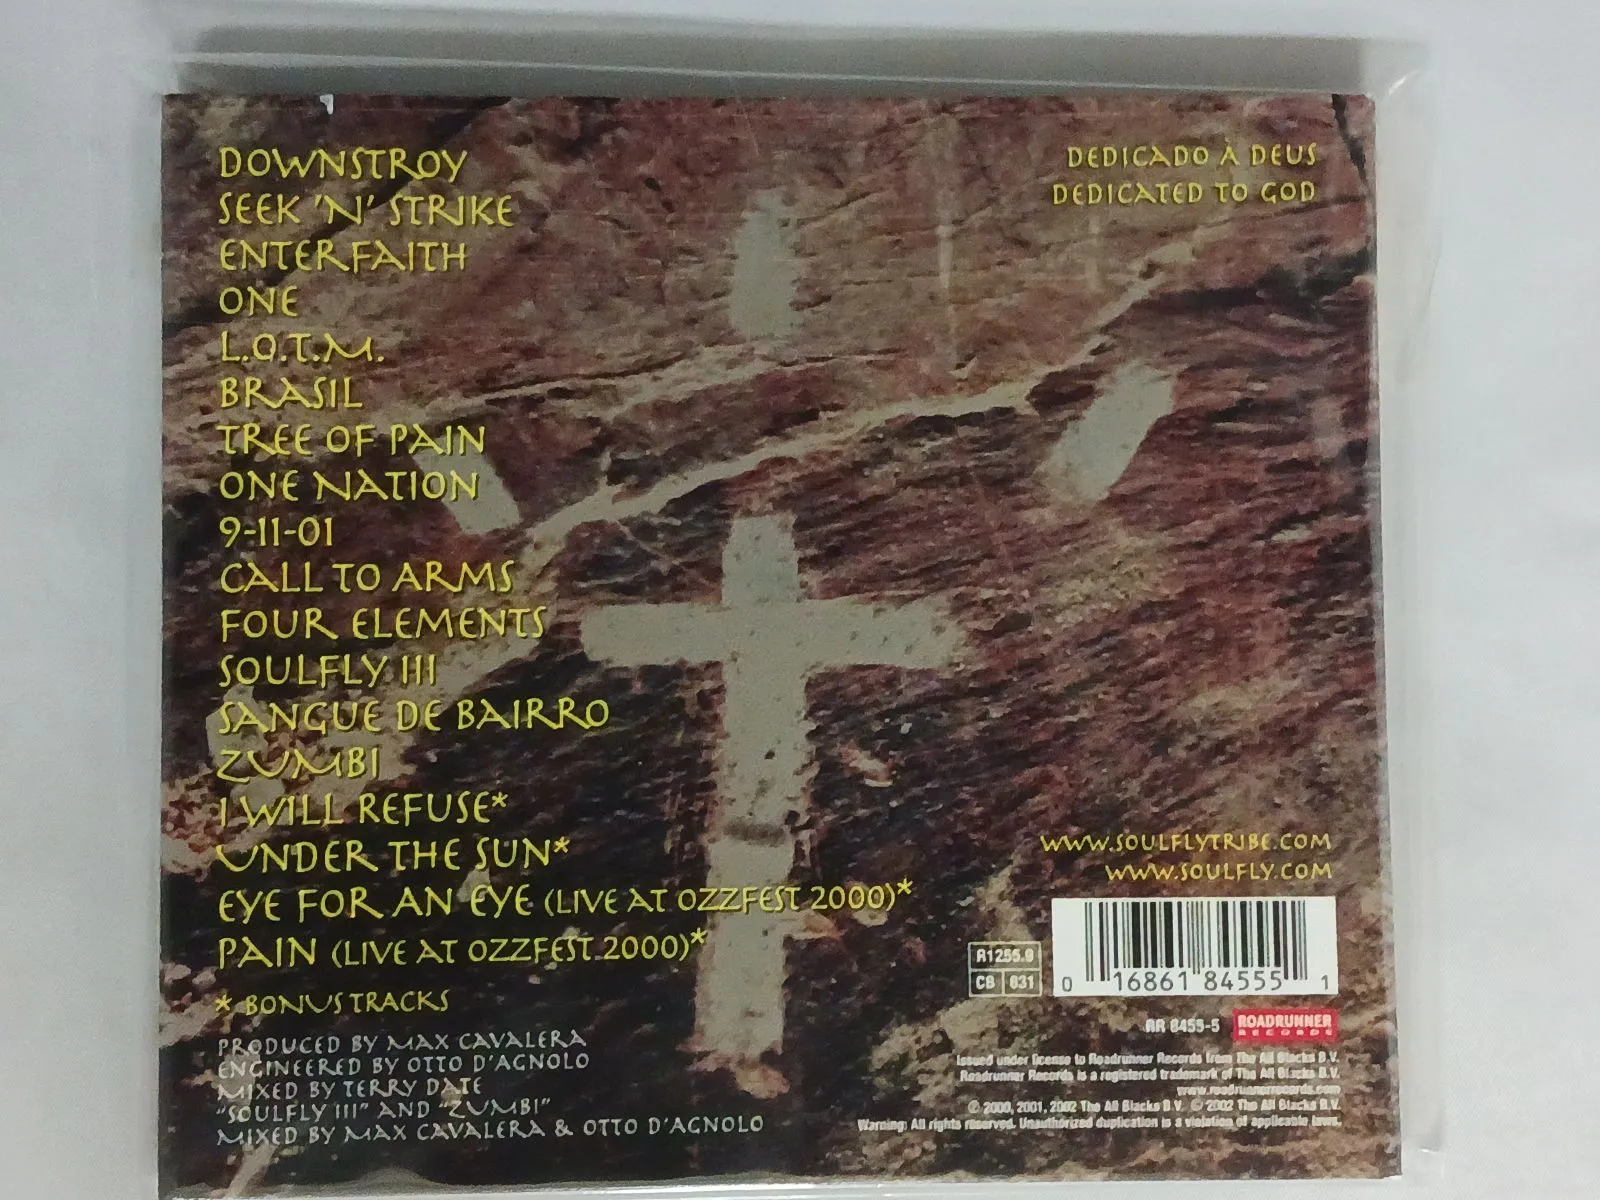 DOWNSTROY
SEEK 'N' STRIKE
ENTERFAITH
ONE
L.O.T.M.
BRASIL
TREE OF PAIN
ONE NATION
9-11-01
CALL TO ARMS
FOUR ELEMENTS
SOULFLY III
SANGUE DE BAIRRO
ZUMBI
I WILL REFUSE*
UNDER THE SUN*
EYE FOR AN EYE (LIVE AT OZZFEST 2000)*
PAIN (LIVE AT OZZFEST 2000)*
* BONUS TRACKS
PRODUCED BY MAX CAVALERA
ENGINEERED BY OTTO D'AGNOLO
MIXED BY TERRY DATE
"SOULFLY III" AND "ZUMBI"
MIXED BY MAX CAVALERA & OTTO D'AGNOLO
DEDICADO À DEUS
DEDICATED TO GOD
WWW.SOULFLYTRIBE.COM
WWW.SOULFLY.COM
R1255.9
CB 631
0 16861 84555 1
RR 8455-5
ROADRUNNER
RECORDS
Issued under license to Roadrunner Records from The All Blacks B.V.
Roadrunner Records is a registered trademark of The All Blacks B.V.
www.roadrunnerrecords.com
℗ 2000, 2001, 2002 The All Blacks B.V. © 2002 The All Blacks B.V.
Warning: All rights reserved. Unauthorized duplication is a violation of applicable laws.